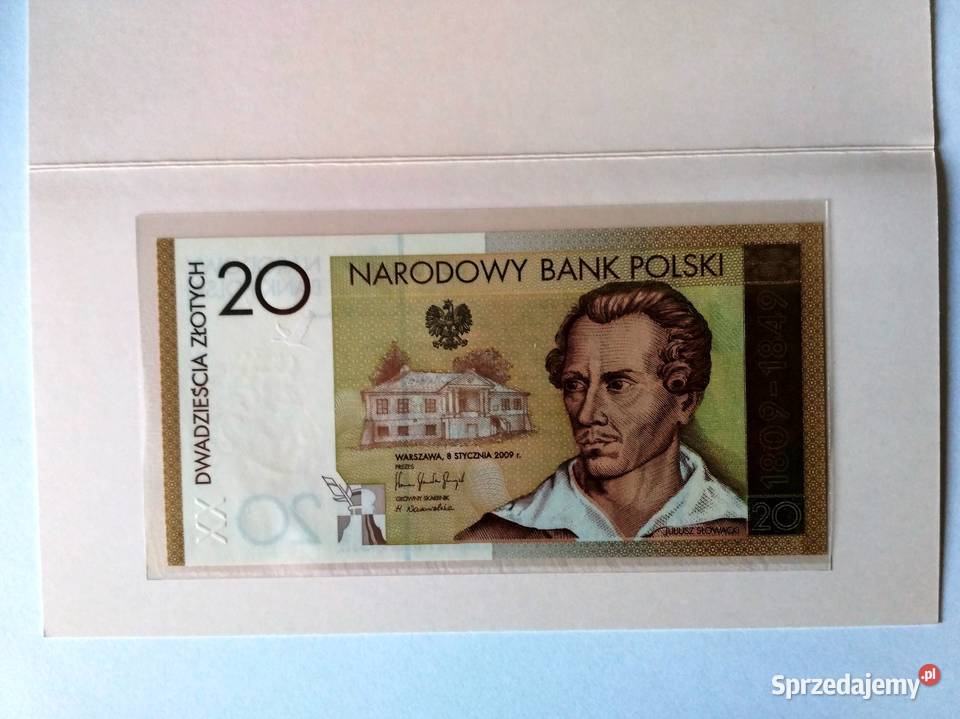 20
NARODOWY BANK POLSKI
DWADZIEŚCIA ZŁOTYCH
XX
1809 - 1849
WARSZAWA, 8 STYCZNIA 2009 r.
PREZES
GŁÓWNY SKARBNIK
20
20
JULIUSZ SŁOWACKI
Sprzedajemy.pl